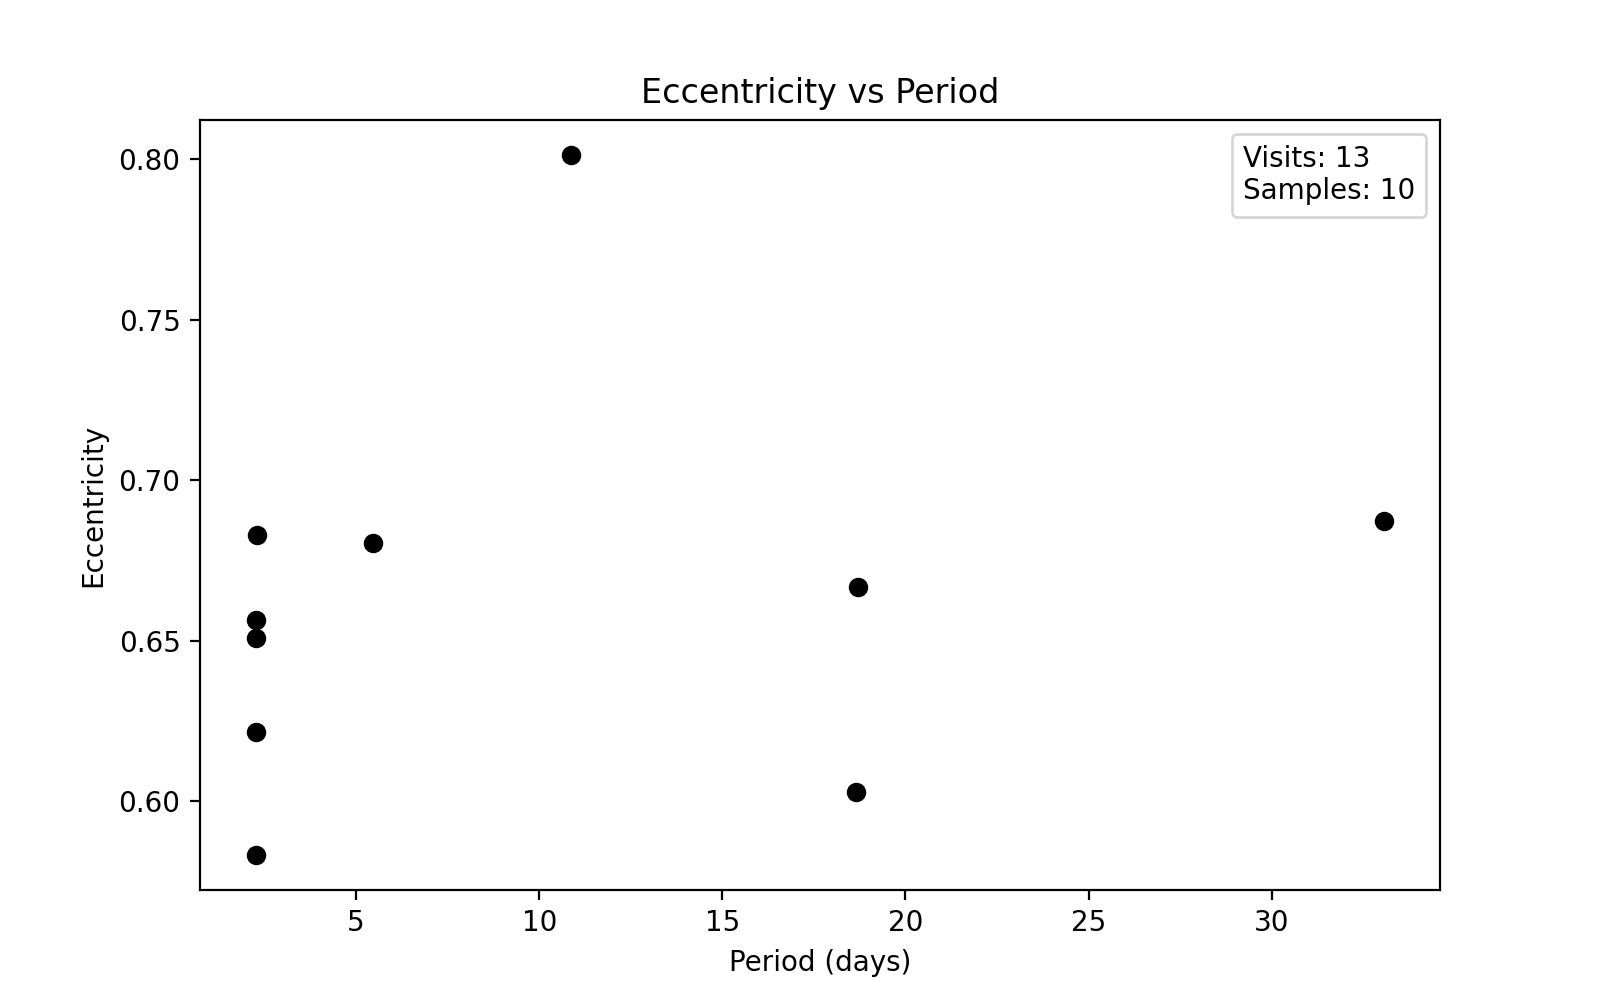 Eccentricity vs Period
Visits: 13
Samples: 10
0.80
0.75
0.70
0.65
0.60
Eccentricity
5
10
15
20
25
30
Period (days)